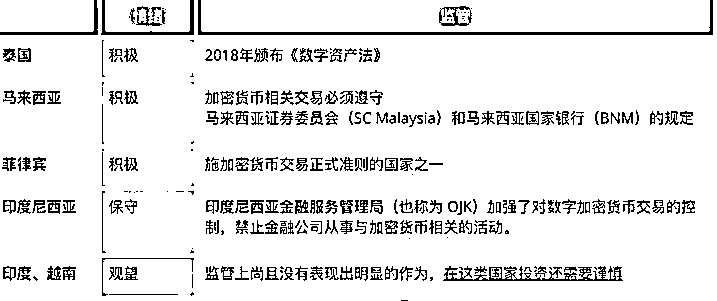 情绪 监管
泰国 积极 2018年颁布《数字资产法》
马来西亚 积极 加密货币相关交易必须遵守
马来西亚证券委员会（SC Malaysia）和马来西亚国家银行（BNM）的规定
菲律宾 积极 施加密货币交易正式准则的国家之一
印度尼西亚 保守 印度尼西亚金融服务管理局（也称为 OJK）加强了对数字加密货币交易的控
制，禁止金融公司从事与加密货币相关的活动。
印度、越南 观望 监管上尚且没有表现出明显的作为，在这类国家投资还需要谨慎